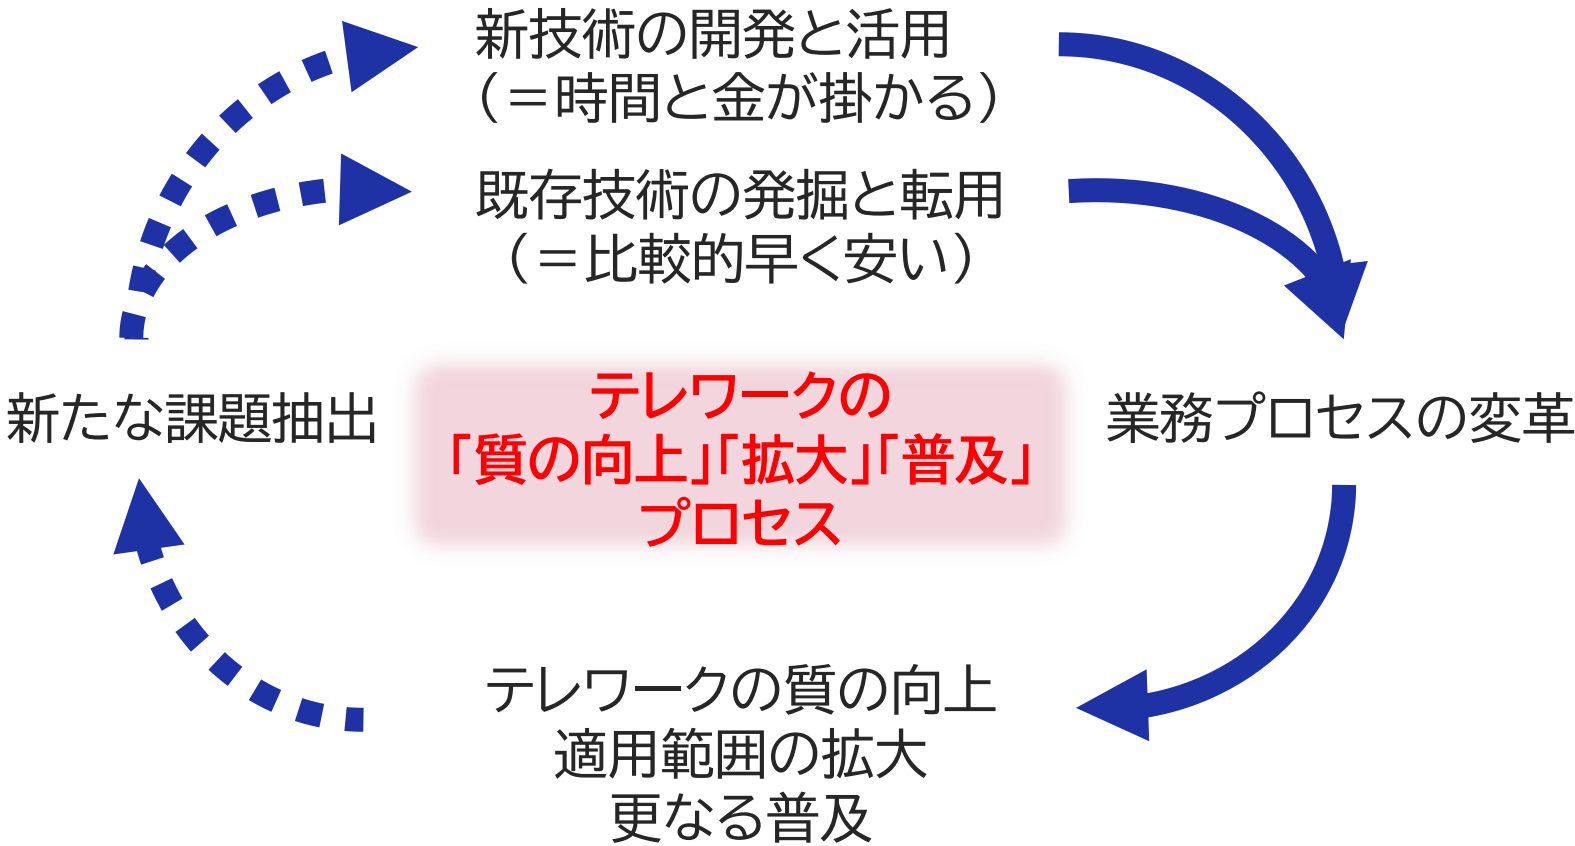 新技術の開発と活用
（＝時間と金が掛かる）
既存技術の発掘と転用
（＝比較的早く安い）
新たな課題抽出
テレワークの
「質の向上」「拡大」「普及」
プロセス
業務プロセスの変革
テレワークの質の向上
適用範囲の拡大
更なる普及